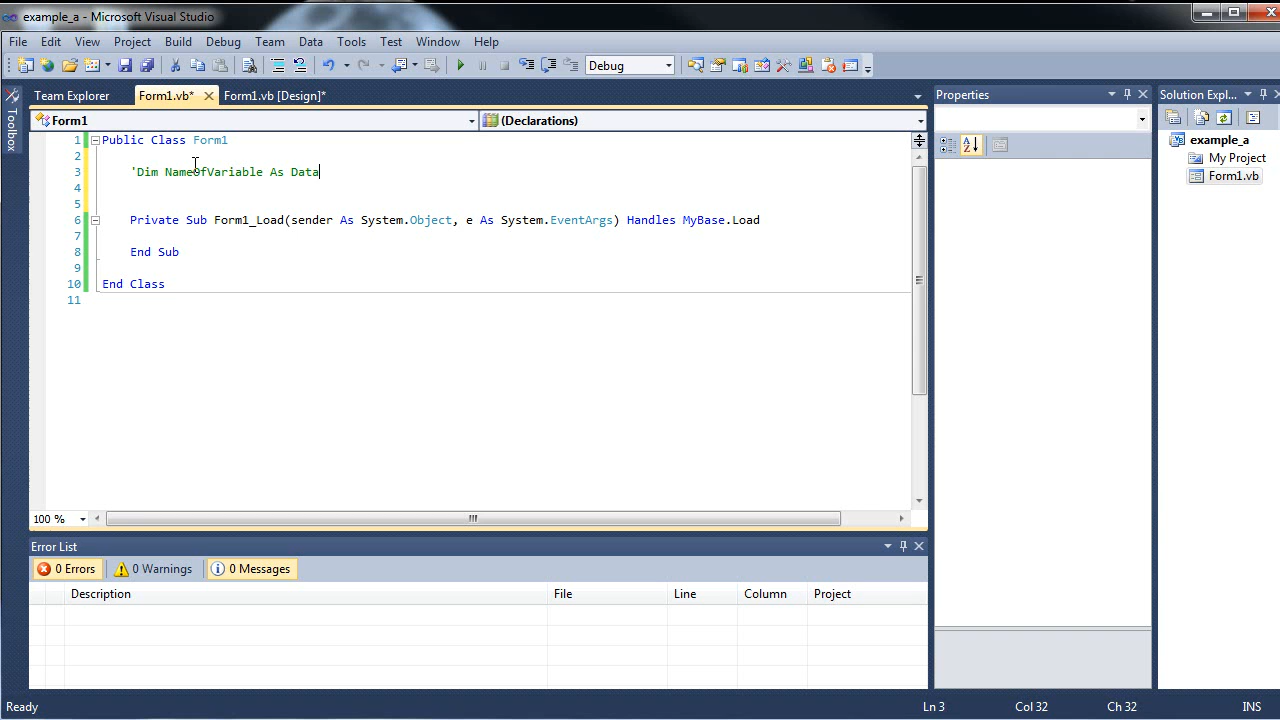 example_a - Microsoft Visual Studio
File Edit View Project Build Debug Team Data Tools Test Window Help
Debug
Team Explorer Form1.vb* Form1.vb [Design]*
Properties
Solution Expl...
Toolbox
Form1 (Declarations)
1 Public Class Form1
2
3 'Dim NameOfVariable As Data
4
5
6 Private Sub Form1_Load(sender As System.Object, e As System.EventArgs) Handles MyBase.Load
7
8 End Sub
9
10 End Class
11
example_a
My Project
Form1.vb
100 %
Error List
0 Errors 0 Warnings 0 Messages
Description File Line Column Project
Ready Ln 3 Col 32 Ch 32 INS